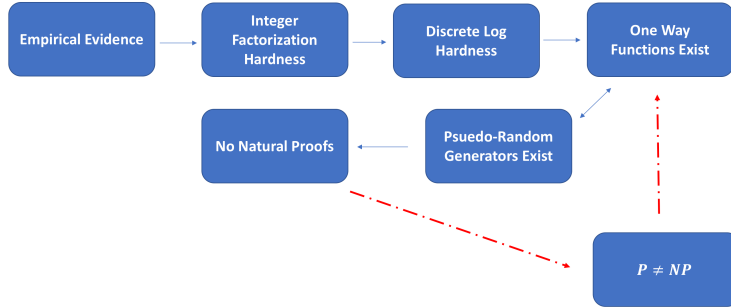 Empirical Evidence
Integer
Factorization
Hardness
Discrete Log
Hardness
One Way
Functions Exist
No Natural Proofs
Psuedo-Random
Generators Exist
P ≠ NP